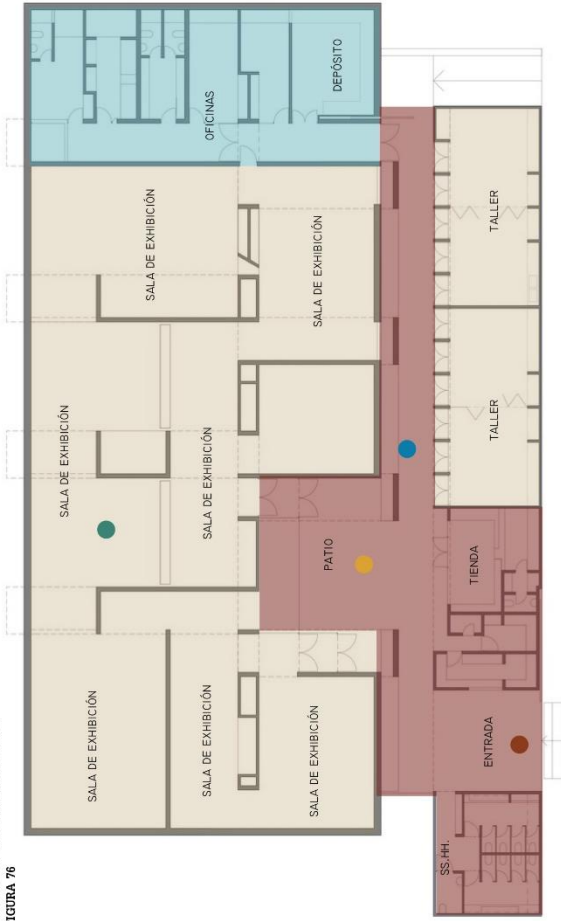 OFICINAS
DEPÓSITO
SALA DE EXHIBICIÓN
SALA DE EXHIBICIÓN
TALLER
SALA DE EXHIBICIÓN
SALA DE EXHIBICIÓN
TALLER
PATIO
TIENDA
SALA DE EXHIBICIÓN
SALA DE EXHIBICIÓN
SALA DE EXHIBICIÓN
ENTRADA
SS.HH.
IGURA 76